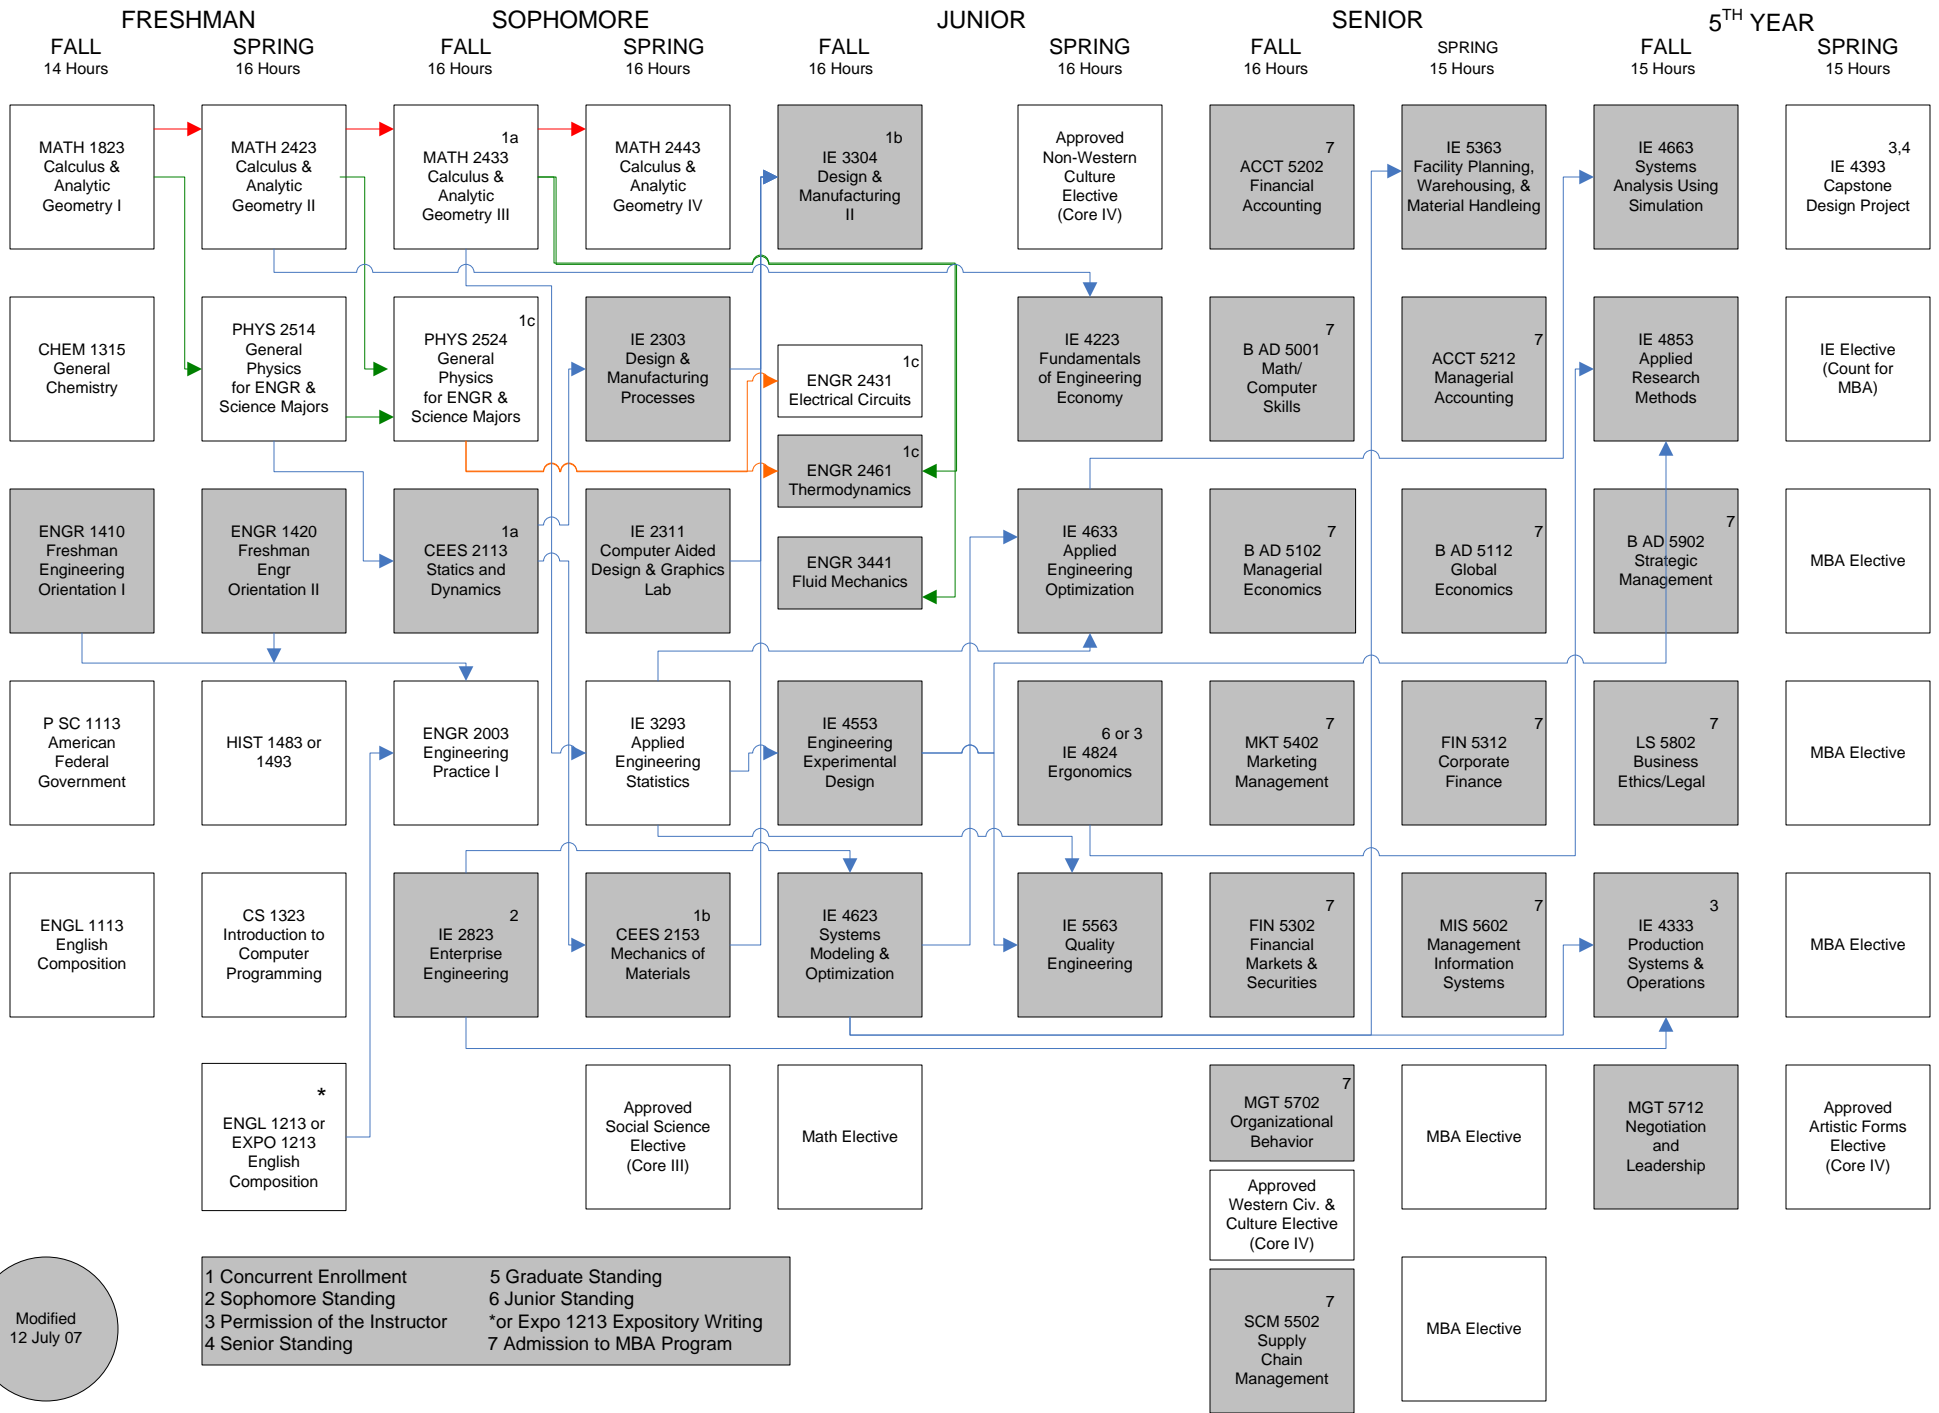 FRESHMAN
SOPHOMORE
JUNIOR
SENIOR
5TH YEAR
FALL
14 Hours
SPRING
16 Hours
FALL
16 Hours
SPRING
16 Hours
FALL
16 Hours
SPRING
16 Hours
FALL
16 Hours
SPRING
15 Hours
FALL
15 Hours
SPRING
15 Hours
MATH 1823
Calculus &
Analytic
Geometry I
MATH 2423
Calculus &
Analytic
Geometry II
1a
MATH 2433
Calculus &
Analytic
Geometry III
MATH 2443
Calculus &
Analytic
Geometry IV
1b
IE 3304
Design &
Manufacturing
II
Approved
Non-Western
Culture
Elective
(Core IV)
7
ACCT 5202
Financial
Accounting
IE 5363
Facility Planning,
Warehousing, &
Material Handleing
IE 4663
Systems
Analysis Using
Simulation
3,4
IE 4393
Capstone
Design Project
CHEM 1315
General
Chemistry
PHYS 2514
General
Physics
for ENGR &
Science Majors
1c
PHYS 2524
General
Physics
for ENGR &
Science Majors
IE 2303
Design &
Manufacturing
Processes
1c
ENGR 2431
Electrical Circuits
1c
ENGR 2461
Thermodynamics
IE 4223
Fundamentals
of Engineering
Economy
7
B AD 5001
Math/
Computer
Skills
7
ACCT 5212
Managerial
Accounting
IE 4853
Applied
Research
Methods
IE Elective
(Count for
MBA)
ENGR 1410
Freshman
Engineering
Orientation I
ENGR 1420
Freshman
Engr
Orientation II
1a
CEES 2113
Statics and
Dynamics
IE 2311
Computer Aided
Design & Graphics
Lab
ENGR 3441
Fluid Mechanics
IE 4633
Applied
Engineering
Optimization
7
B AD 5102
Managerial
Economics
7
B AD 5112
Global
Economics
7
B AD 5902
Strategic
Management
MBA Elective
P SC 1113
American
Federal
Government
HIST 1483 or
1493
ENGR 2003
Engineering
Practice I
IE 3293
Applied
Engineering
Statistics
IE 4553
Engineering
Experimental
Design
6 or 3
IE 4824
Ergonomics
7
MKT 5402
Marketing
Management
7
FIN 5312
Corporate
Finance
7
LS 5802
Business
Ethics/Legal
MBA Elective
ENGL 1113
English
Composition
CS 1323
Introduction to
Computer
Programming
2
IE 2823
Enterprise
Engineering
1b
CEES 2153
Mechanics of
Materials
IE 4623
Systems
Modeling &
Optimization
IE 5563
Quality
Engineering
7
FIN 5302
Financial
Markets &
Securities
7
MIS 5602
Management
Information
Systems
3
IE 4333
Production
Systems &
Operations
MBA Elective
*
ENGL 1213 or
EXPO 1213
English
Composition
Approved
Social Science
Elective
(Core III)
Math Elective
7
MGT 5702
Organizational
Behavior
Approved
Western Civ. &
Culture Elective
(Core IV)
MBA Elective
MGT 5712
Negotiation
and
Leadership
Approved
Artistic Forms
Elective
(Core IV)
7
SCM 5502
Supply
Chain
Management
MBA Elective
Modified
12 July 07
1 Concurrent Enrollment
2 Sophomore Standing
3 Permission of the Instructor
4 Senior Standing
5 Graduate Standing
6 Junior Standing
*or Expo 1213 Expository Writing
7 Admission to MBA Program